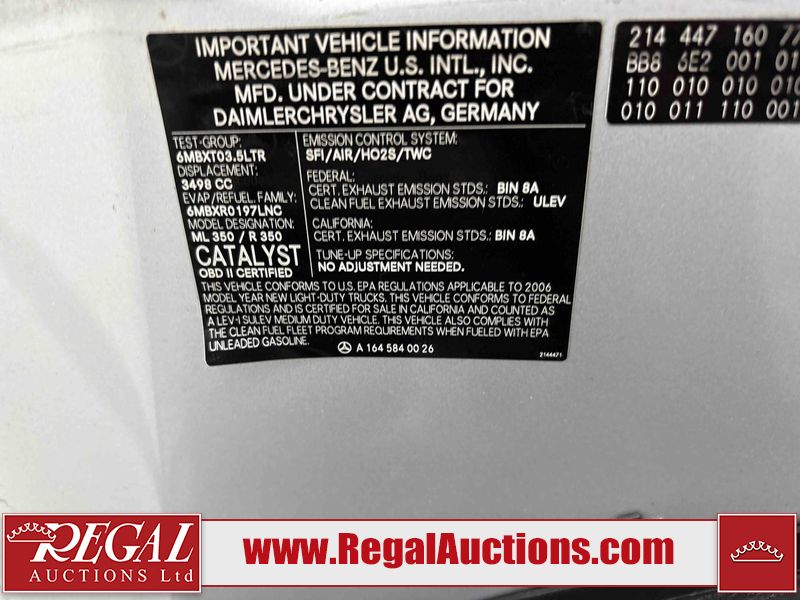 IMPORTANT VEHICLE INFORMATION
MERCEDES-BENZ U.S. INTL., INC.
MFD. UNDER CONTRACT FOR
DAIMLERCHRYSLER AG, GERMANY
TEST-GROUP:
6MBXT03.5LTR
DISPLACEMENT:
3498 CC
EVAP/REFUEL. FAMILY:
6MBXR0197LNC
MODEL DESIGNATION:
ML 350 / R 350
CATALYST
OBD II CERTIFIED
EMISSION CONTROL SYSTEM:
SFI/AIR/HO2S/TWC
FEDERAL:
CERT. EXHAUST EMISSION STDS.: BIN 8A
CLEAN FUEL EXHAUST EMISSION STDS.: ULEV
CALIFORNIA:
CERT. EXHAUST EMISSION STDS.: BIN 8A
TUNE-UP SPECIFICATIONS:
NO ADJUSTMENT NEEDED.
THIS VEHICLE CONFORMS TO U.S. EPA REGULATIONS APPLICABLE TO 2006
MODEL YEAR NEW LIGHT-DUTY TRUCKS. THIS VEHICLE CONFORMS TO FEDERAL
REGULATIONS AND IS CERTIFIED FOR SALE IN CALIFORNIA AND COUNTED AS
A LEV-I SULEV MEDIUM DUTY VEHICLE. THIS VEHICLE ALSO COMPLIES WITH
THE CLEAN FUEL FLEET PROGRAM REQUIREMENTS WHEN FUELED WITH EPA
UNLEADED GASOLINE.
A 164 584 00 26
2144471
214 447 160 77
BB8 6E2 001 01
110 010 010 010
010 011 110 001
REGAL
AUCTIONS Ltd
www.RegalAuctions.com